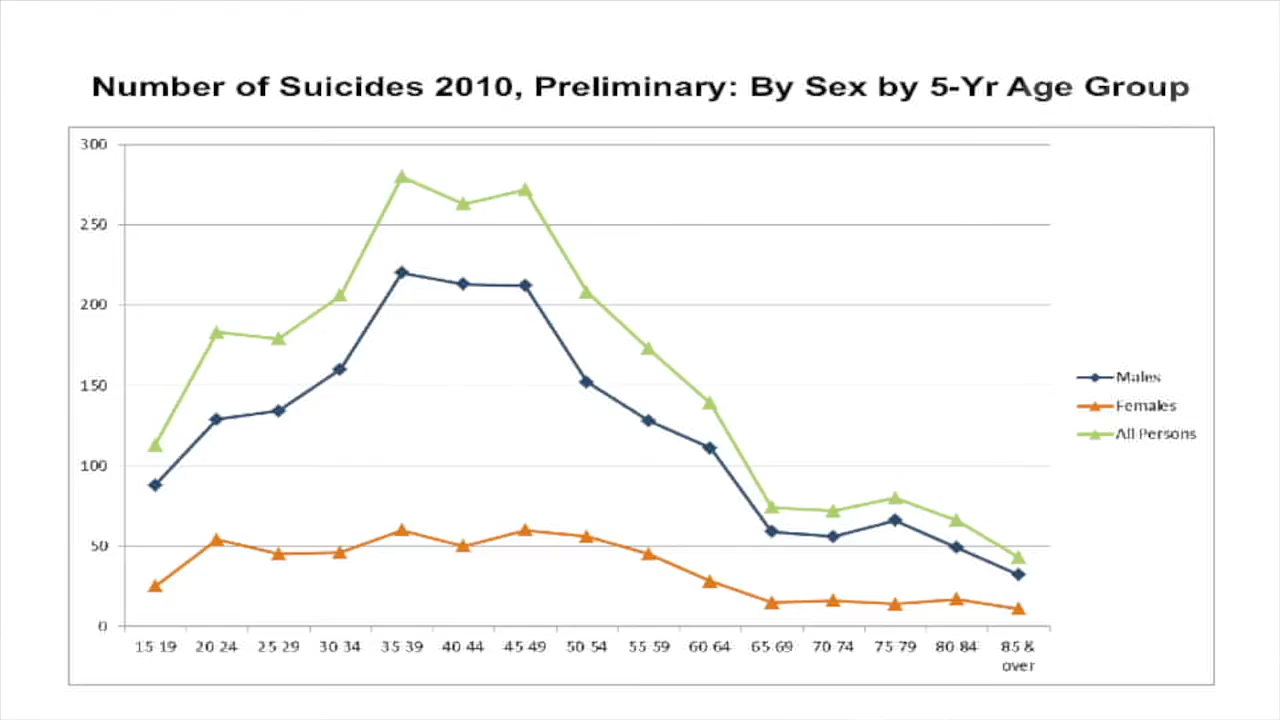 Number of Suicides 2010, Preliminary: By Sex by 5-Yr Age Group
300
250
200
150
100
50
0
15-19 20-24 25-29 30-34 35-39 40-44 45-49 50-54 55-59 60-64 65-69 70-74 75-79 80-84 85 &
over
Males
Females
All Persons